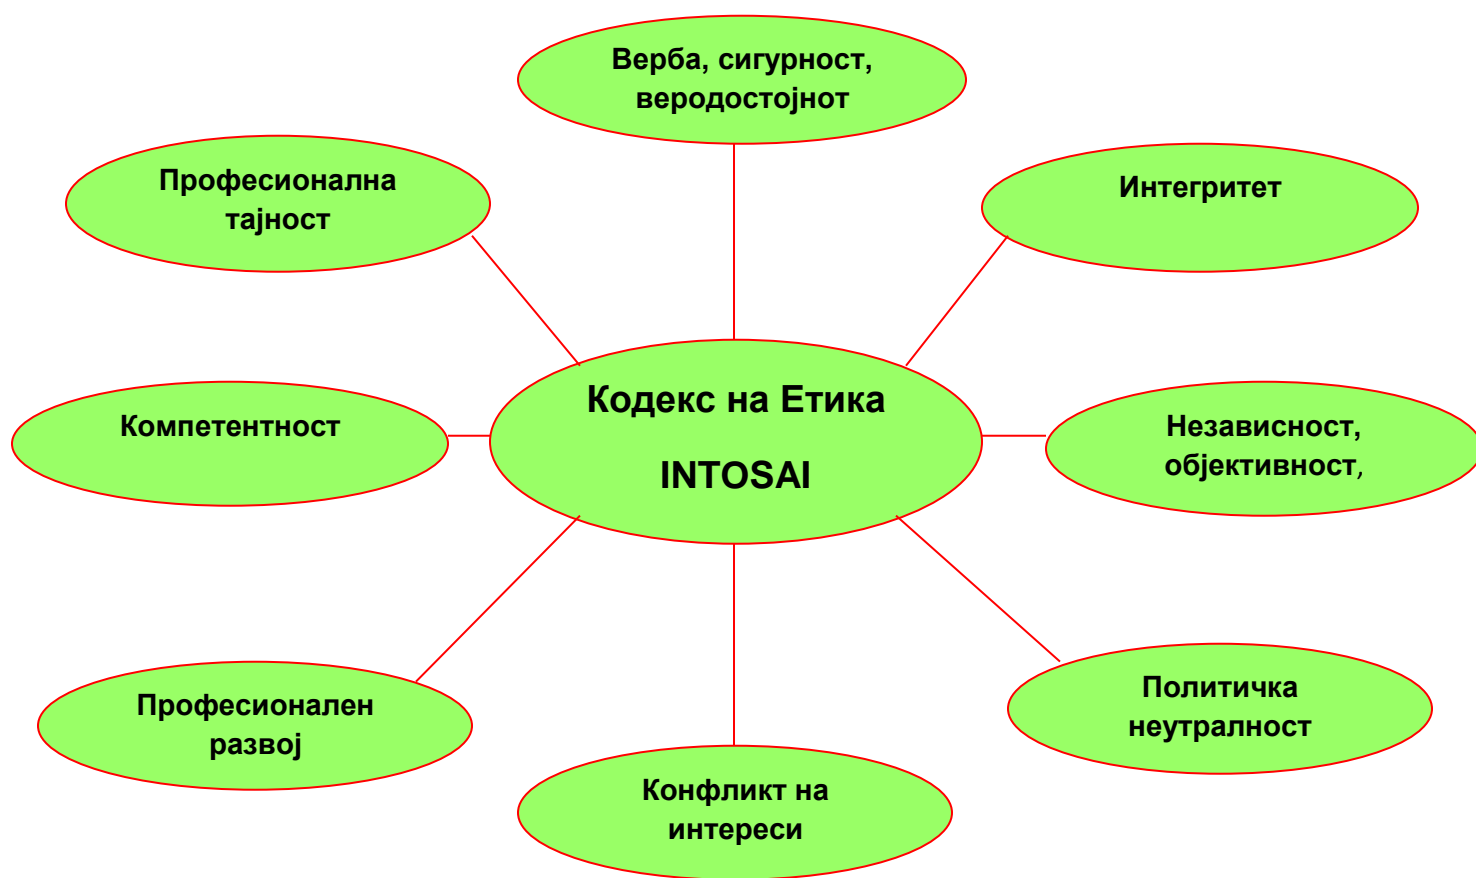 Верба, сигурност,
веродостојнот
Професионална
тајност
Интегритет
Кодекс на Етика
INTOSAI
Компетентност
Независност,
објективност,
Професионален
развој
Политичка
неутралност
Конфликт на
интереси